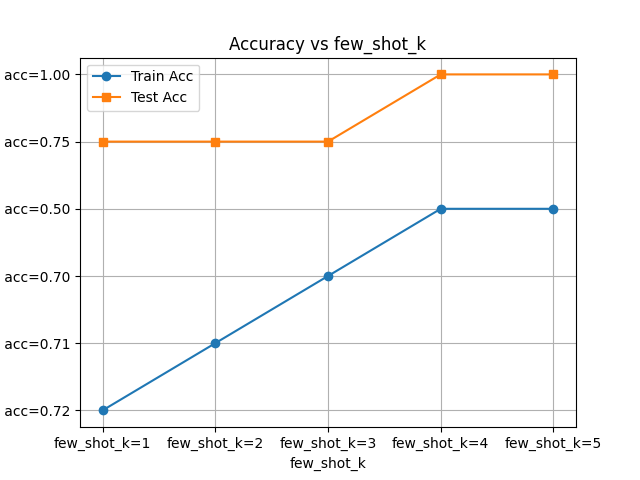 Accuracy vs few_shot_k
Train Acc
Test Acc
acc=1.00
acc=0.75
acc=0.50
acc=0.70
acc=0.71
acc=0.72
few_shot_k=1
few_shot_k=2
few_shot_k=3
few_shot_k=4
few_shot_k=5
few_shot_k